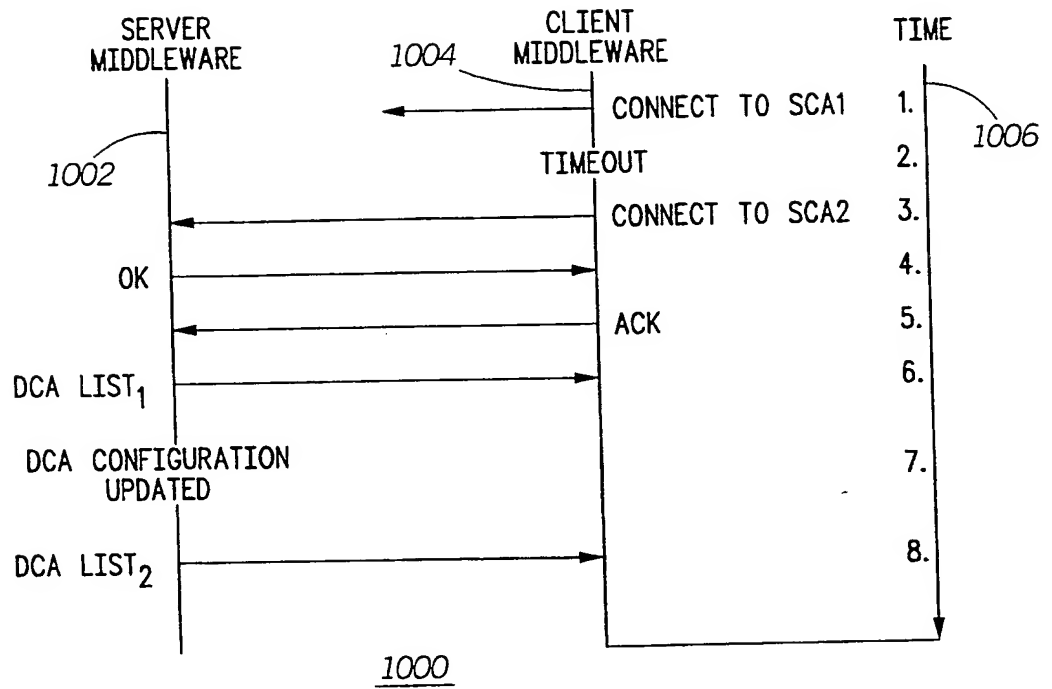 SERVER
MIDDLEWARE
CLIENT
MIDDLEWARE
TIME
1004
CONNECT TO SCA1 1.
1006
1002
TIMEOUT 2.
CONNECT TO SCA2 3.
OK 4.
ACK 5.
DCA LIST1 6.
DCA CONFIGURATION
UPDATED
7.
DCA LIST2 8.
1000